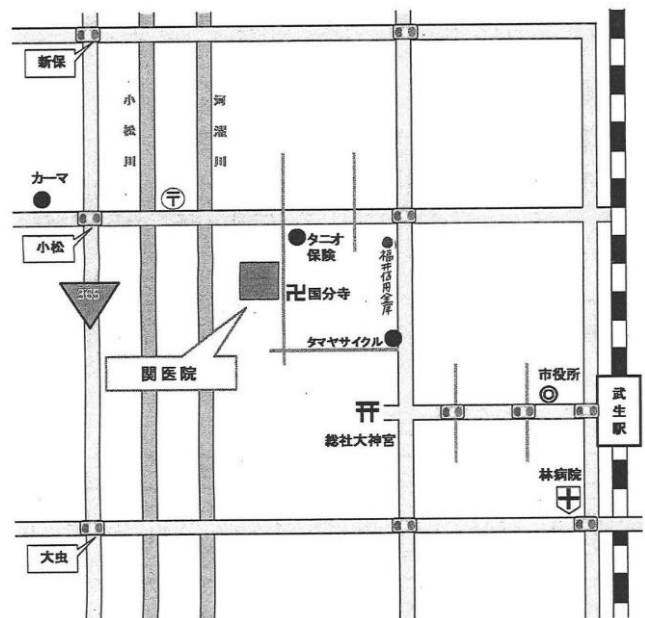 新保
小松川
河濯川
カーマ
〒
小松
タニオ
保険
福井信用金庫
365
卍国分寺
タマヤサイクル
関医院
市役所
武生駅
総社大神宮
林病院
大虫